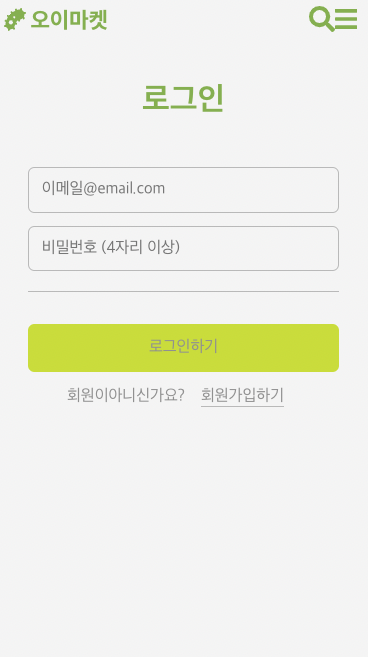 오이마켓
로그인
이메일@email.com
비밀번호 (4자리 이상)
로그인하기
회원이아니신가요? 회원가입하기